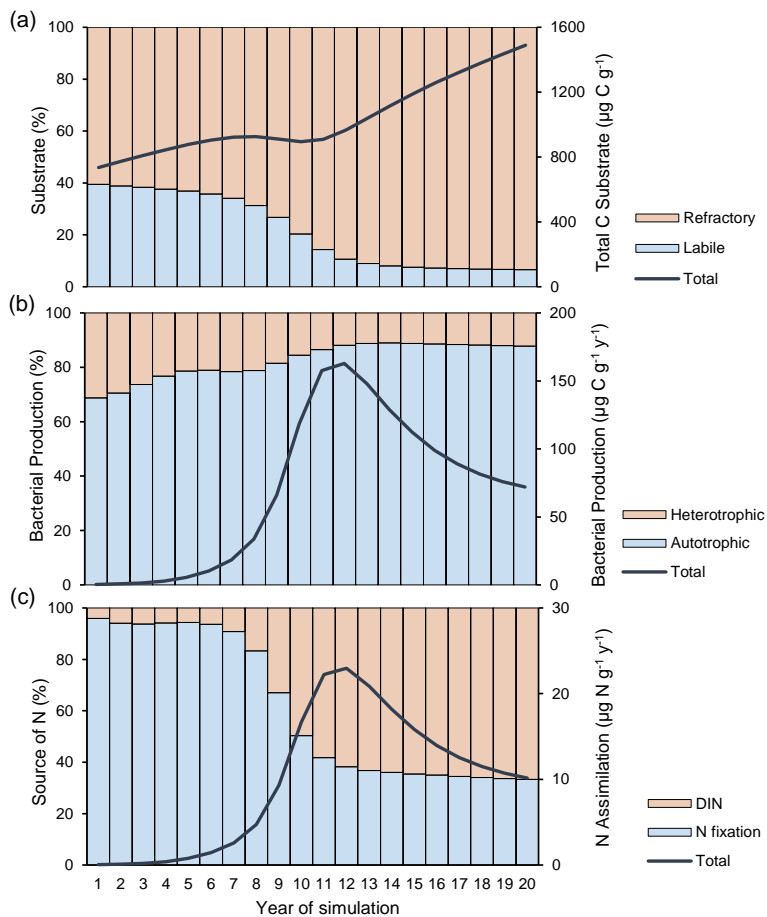 (a)
100
80
60
40
20
0
Substrate (%)
1600
1200
800
400
0
Total C Substrate (µg C g⁻¹)
Refractory
Labile
Total
(b)
100
80
60
40
20
0
Bacterial Production (%)
200
150
100
50
0
Bacterial Production (µg C g⁻¹ y⁻¹)
Heterotrophic
Autotrophic
Total
(c)
100
80
60
40
20
0
Source of N (%)
30
20
10
0
N Assimilation (µg N g⁻¹ y⁻¹)
DIN
N fixation
Total
1 2 3 4 5 6 7 8 9 10 11 12 13 14 15 16 17 18 19 20
Year of simulation